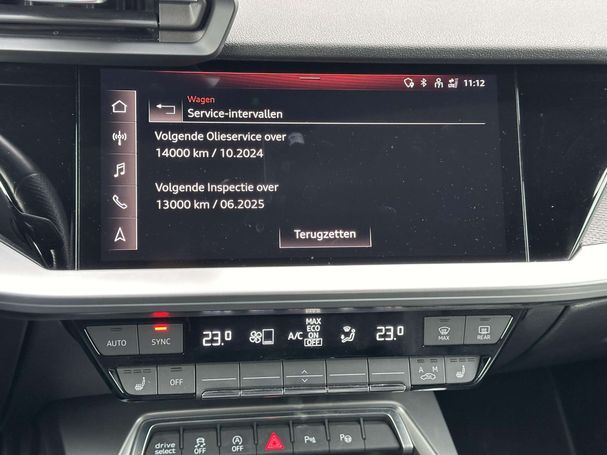 11:12
Wagen
Service-intervallen
Volgende Olieservice over
14000 km / 10.2024
Volgende Inspectie over
13000 km / 06.2025
Terugzetten
AUTO
SYNC
23.0
A/C
MAX
ECO
ON
OFF
23.0
MAX
REAR
OFF
A M
drive
select
OFF
A
P
P